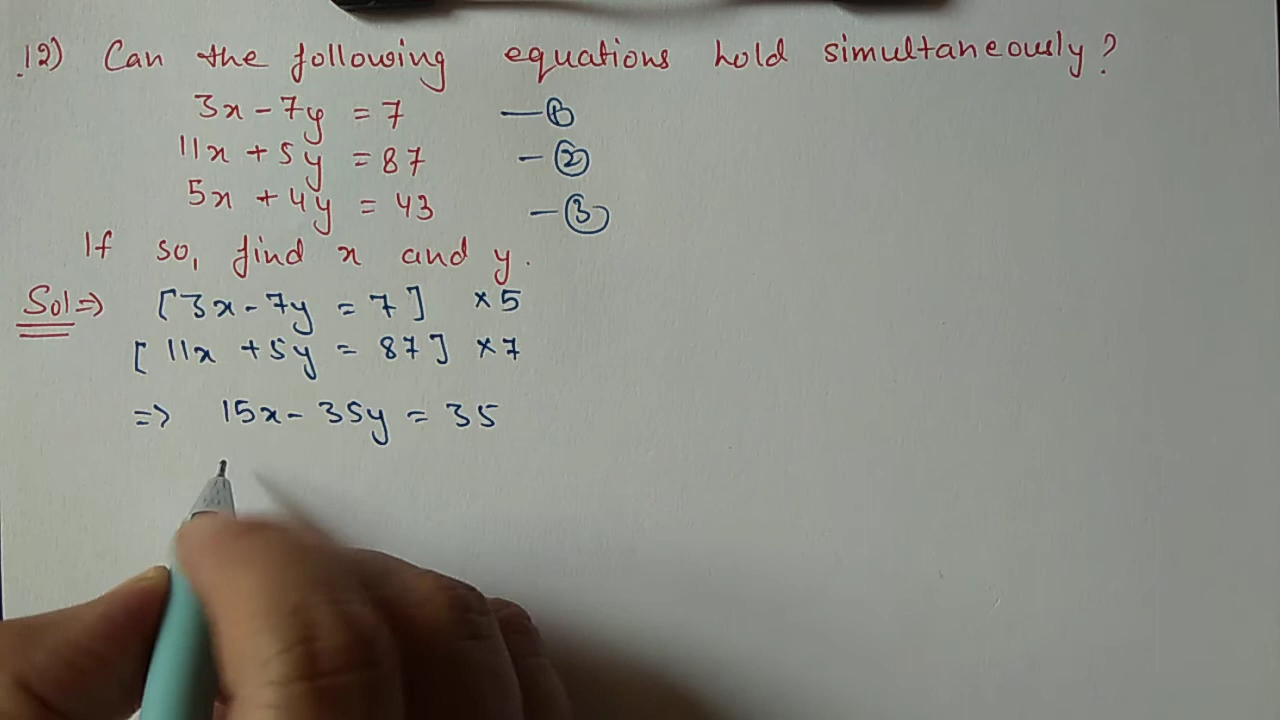 12) Can the following equations hold simultaneously?
3x - 7y = 7 — ①
11x + 5y = 87 — ②
5x + 4y = 43 — ③
If so, find x and y.
Sol => [3x - 7y = 7] × 5
[11x + 5y = 87] × 7
=> 15x - 35y = 35